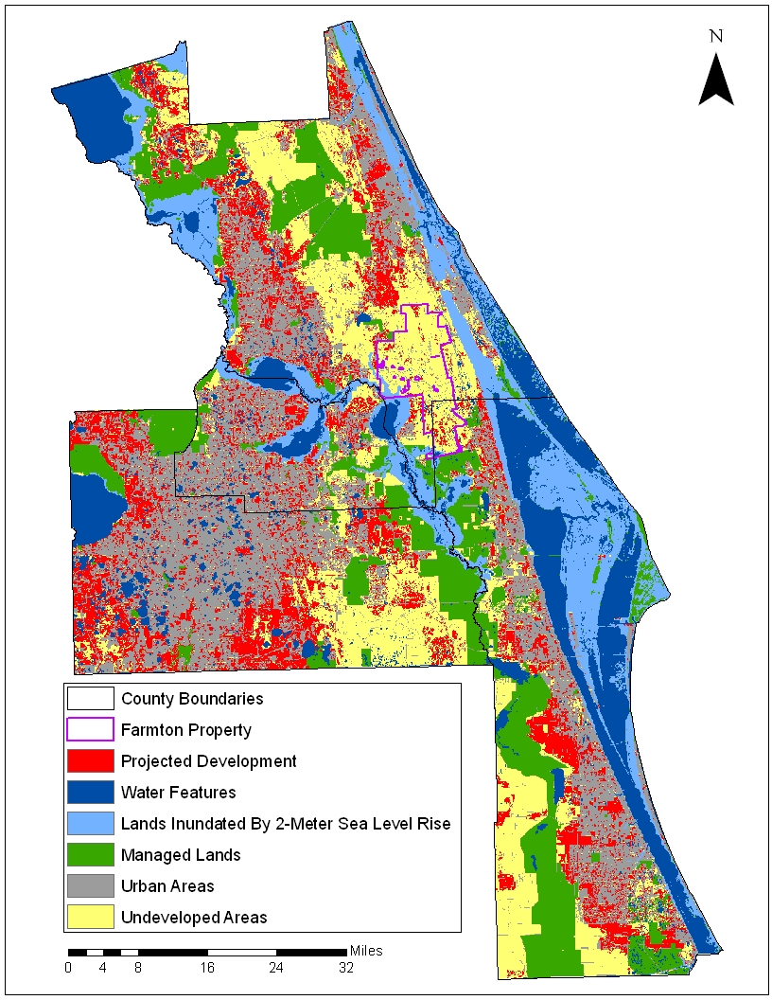 N
County Boundaries
Farmton Property
Projected Development
Water Features
Lands Inundated By 2-Meter Sea Level Rise
Managed Lands
Urban Areas
Undeveloped Areas
Miles
0 4 8 16 24 32